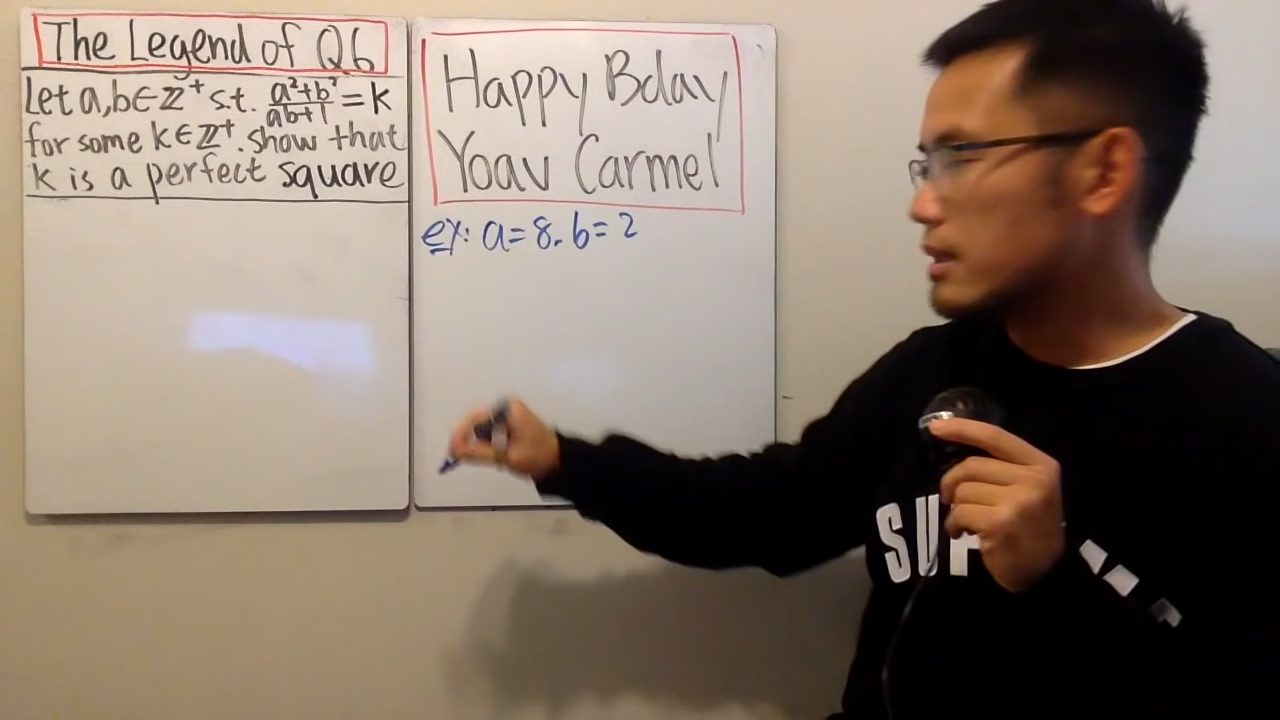 The Legend of Q6
Let a,b∈ℤ⁺ s.t. (a²+b²)/(ab+1) = k
for some k∈ℤ⁺. show that
k is a perfect square
Happy Bday
Yoav Carmel
ex: a=8. b=2